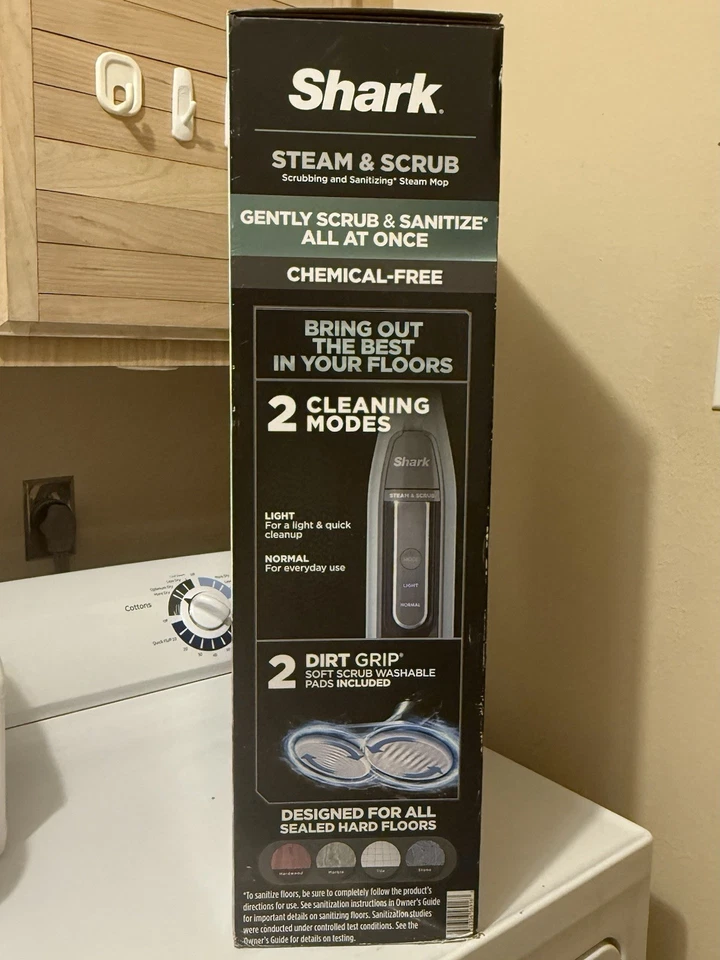 Shark.
STEAM & SCRUB
Scrubbing and Sanitizing* Steam Mop
GENTLY SCRUB & SANITIZE*
ALL AT ONCE
CHEMICAL-FREE
BRING OUT
THE BEST
IN YOUR FLOORS
2 CLEANING
MODES
Shark
STEAM & SCRUB
LIGHT
For a light & quick
cleanup
NORMAL
For everyday use
MODE
LIGHT
NORMAL
2 DIRT GRIP®
SOFT SCRUB WASHABLE
PADS INCLUDED
DESIGNED FOR ALL
SEALED HARD FLOORS
Hardwood Marble Tile Stone
*To sanitize floors, be sure to completely follow the product's
directions for use. See sanitization instructions in Owner's Guide
for important details on sanitizing floors. Sanitization studies
were conducted under controlled test conditions. See the
Owner's Guide for details on testing.
Cottons